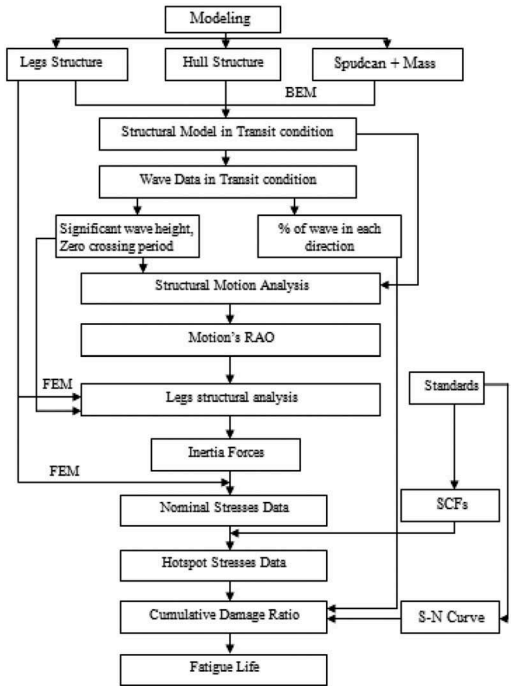 Modeling
Legs Structure
Hull Structure
Spudcan + Mass
BEM
Structural Model in Transit condition
Wave Data in Transit condition
Significant wave height,
Zero crossing period
% of wave in each
direction
Structural Motion Analysis
Motion's RAO
FEM
Legs structural analysis
Standards
Inertia Forces
FEM
Nominal Stresses Data
SCFs
Hotspot Stresses Data
Cumulative Damage Ratio
S-N Curve
Fatigue Life